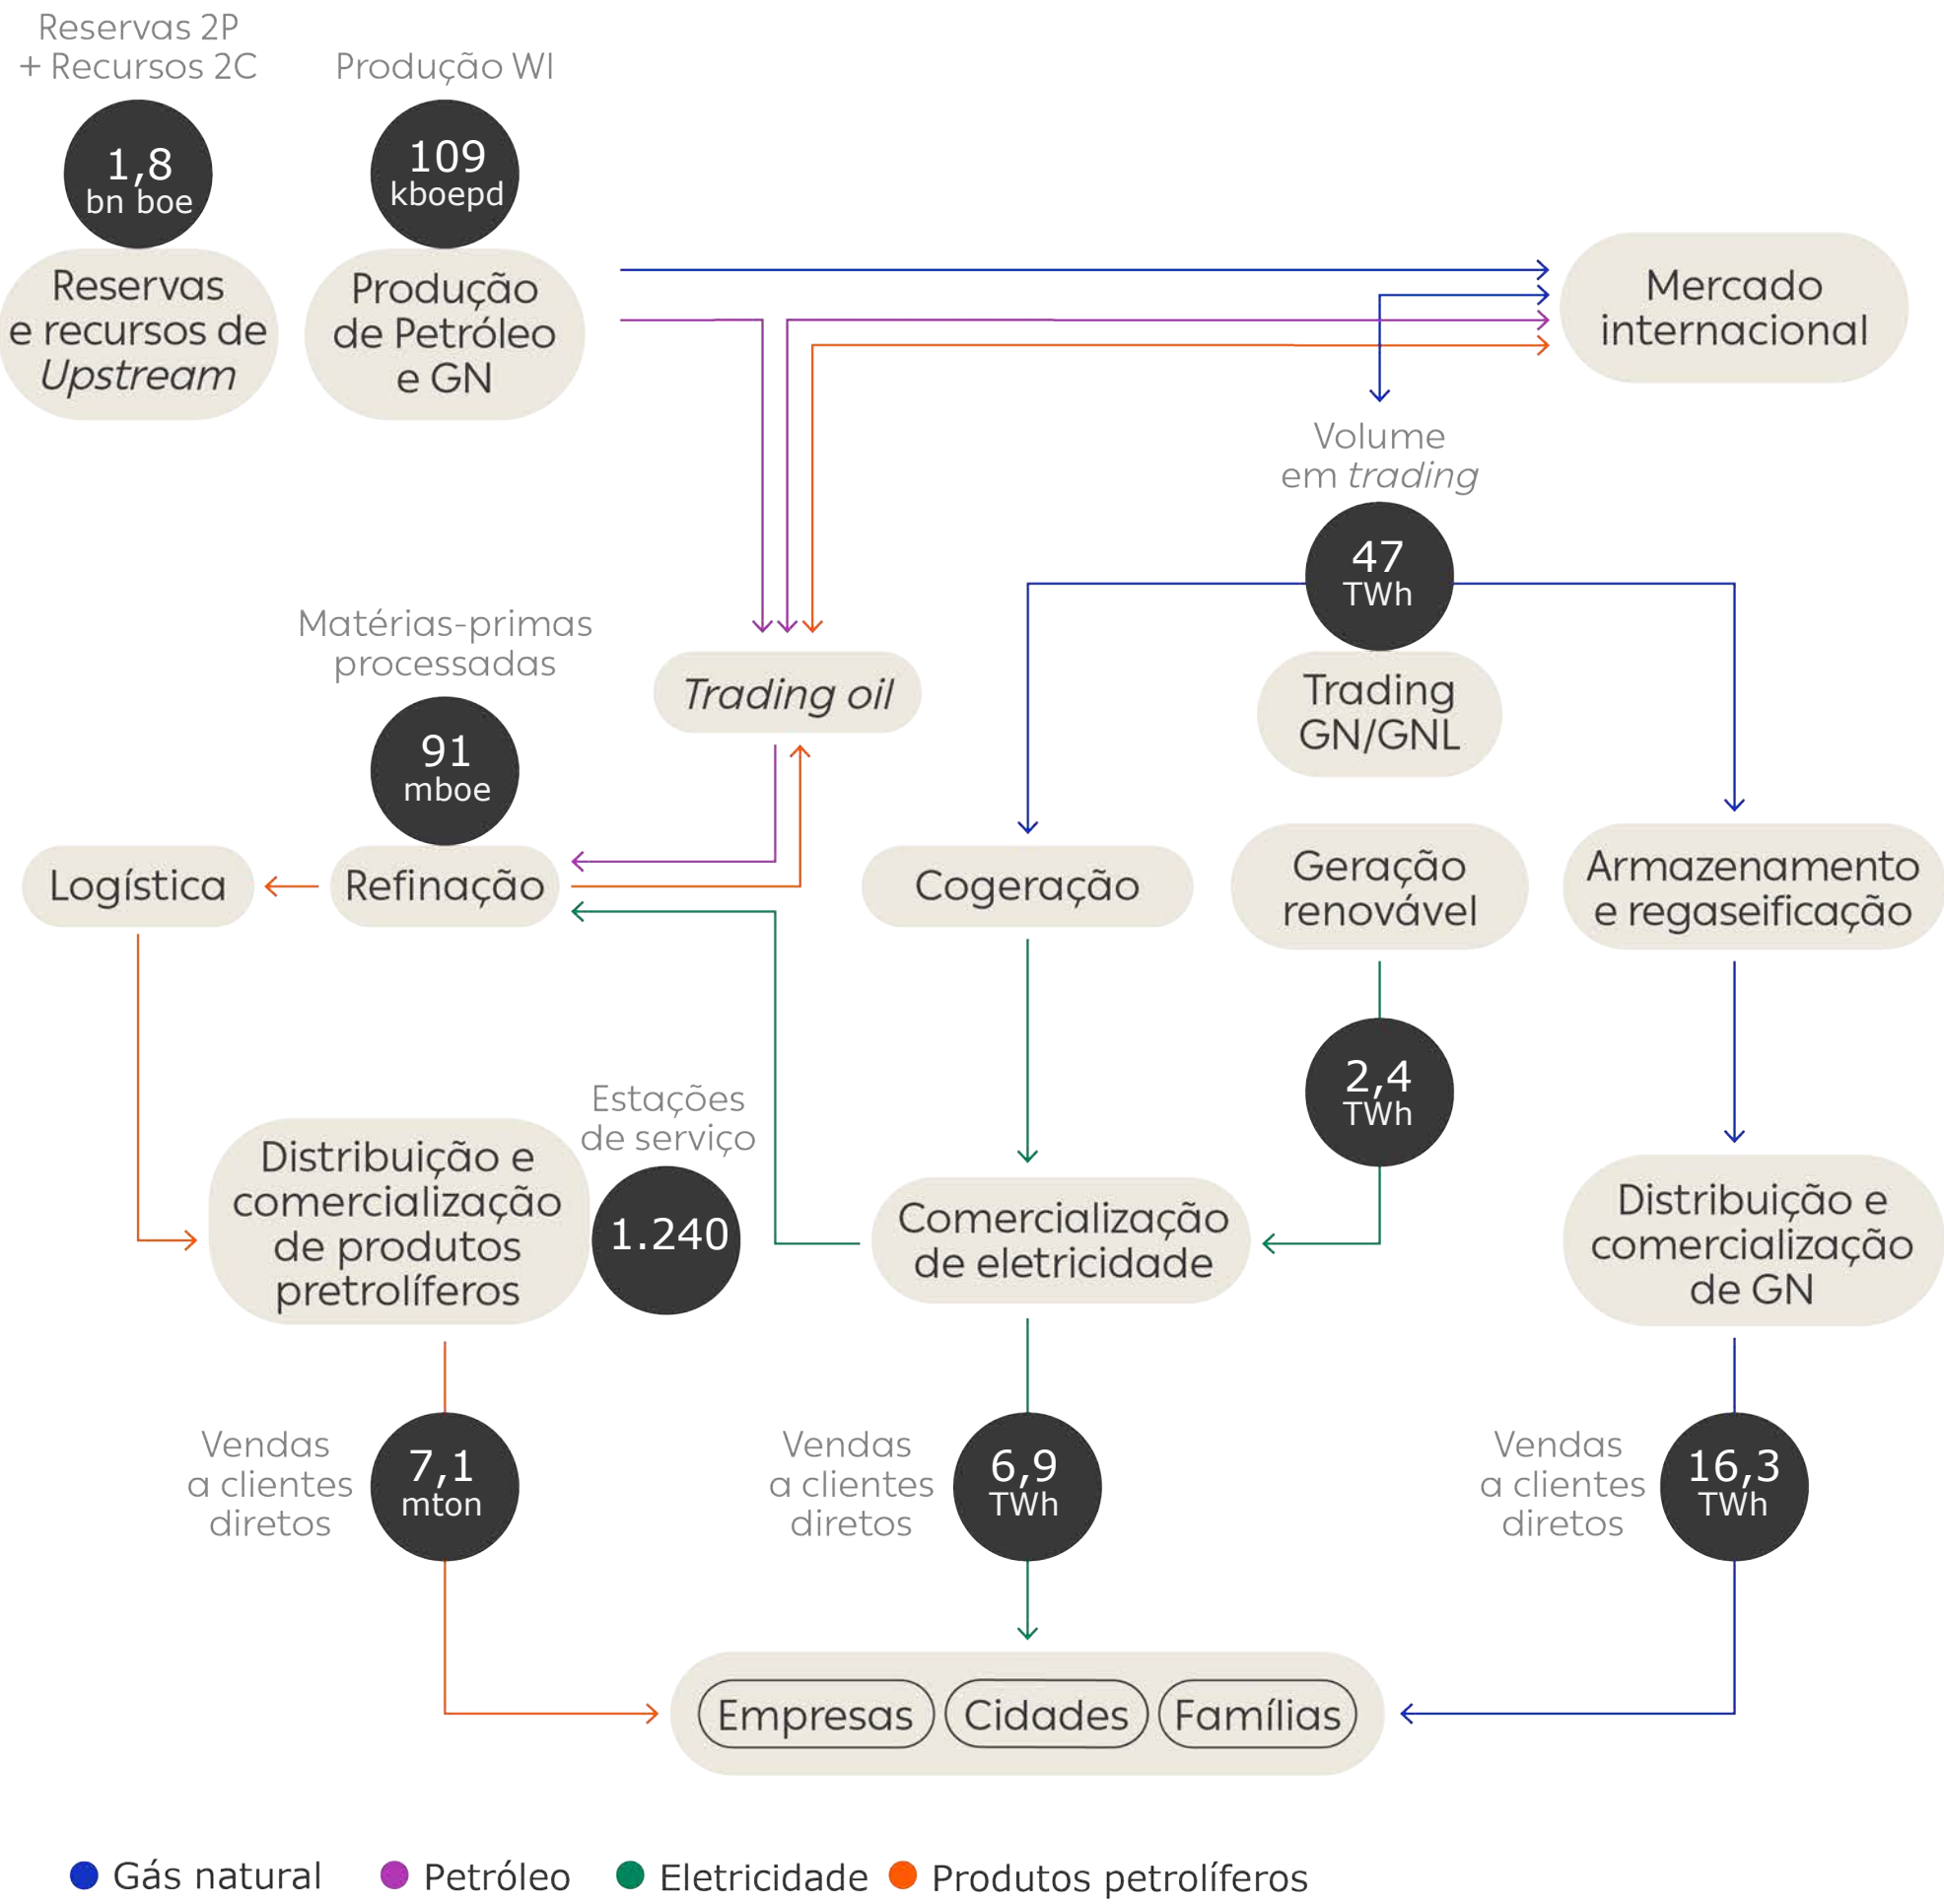 Reservas 2P
+ Recursos 2C
1,8
bn boe
Reservas
e recursos de
Upstream
Produção WI
109
kboepd
Produção
de Petróleo
e GN
Mercado
internacional
Volume
em trading
47
TWh
Trading
GN/GNL
Trading oil
Matérias-primas
processadas
91
mboe
Logística
Refinação
Cogeração
Geração
renovável
Armazenamento
e regaseificação
2,4
TWh
Distribuição e
comercialização
de produtos
pretrolíferos
Estações
de serviço
1.240
Comercialização
de eletricidade
Distribuição e
comercialização
de GN
Vendas
a clientes
diretos
7,1
mton
Vendas
a clientes
diretos
6,9
TWh
Vendas
a clientes
diretos
16,3
TWh
Empresas
Cidades
Famílias
Gás natural
Petróleo
Eletricidade
Produtos petrolíferos